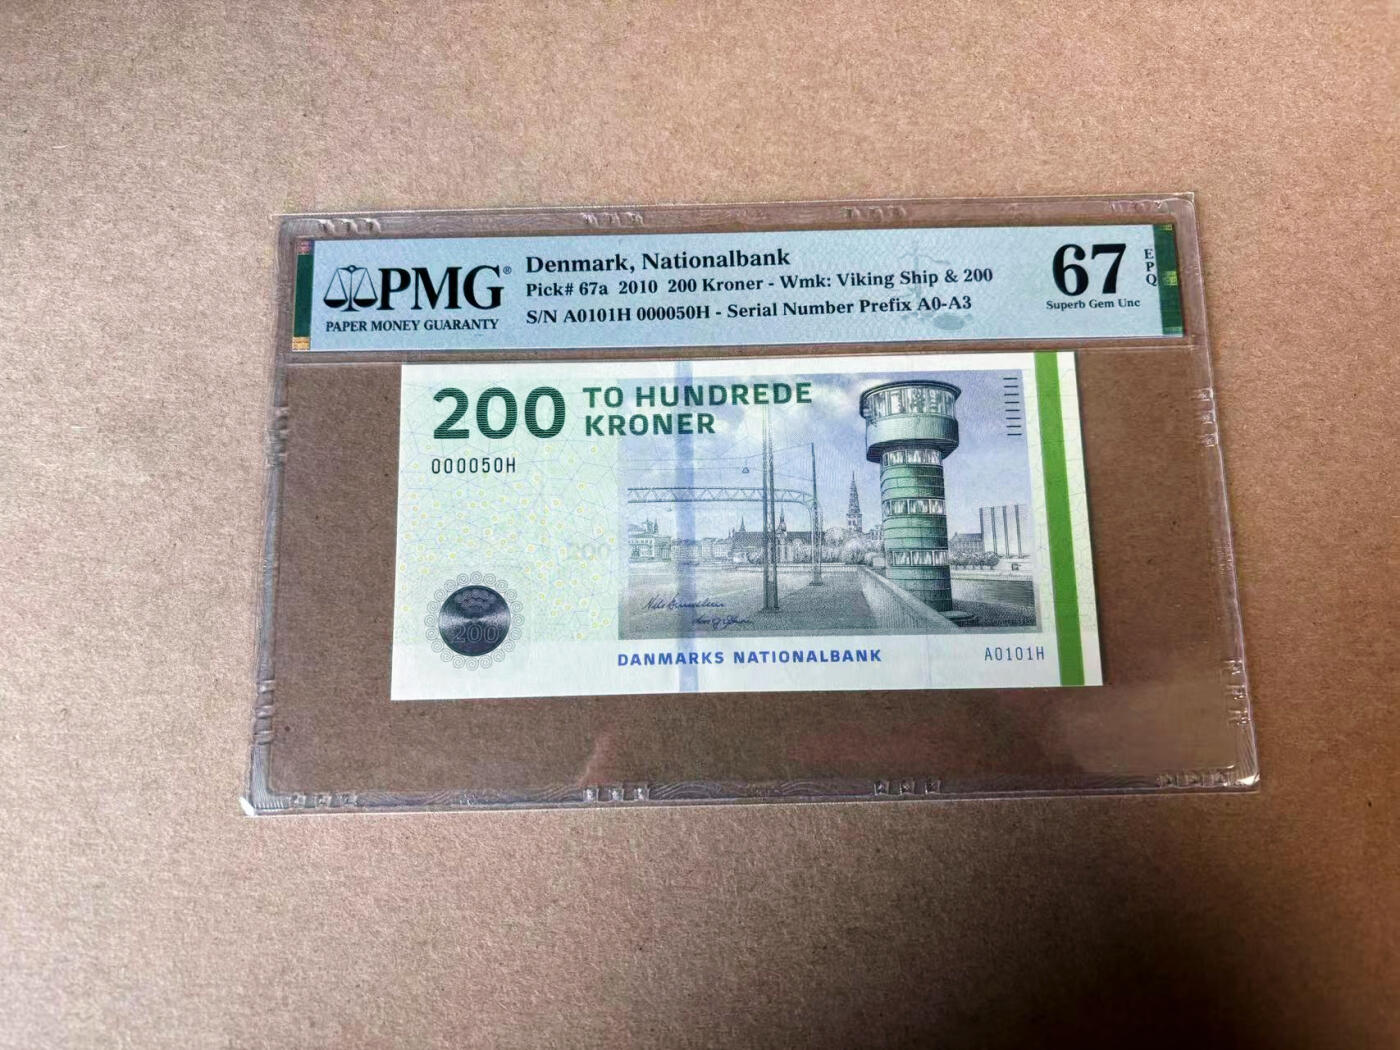 PMG®
PAPER MONEY GUARANTY
Denmark, Nationalbank
Pick# 67a 2010 200 Kroner - Wmk: Viking Ship & 200
S/N A0101H 000050H - Serial Number Prefix A0-A3
67
EPQ
Superb Gem Unc
200
TO HUNDREDE
KRONER
000050H
200
200
DANMARKS NATIONALBANK
A0101H